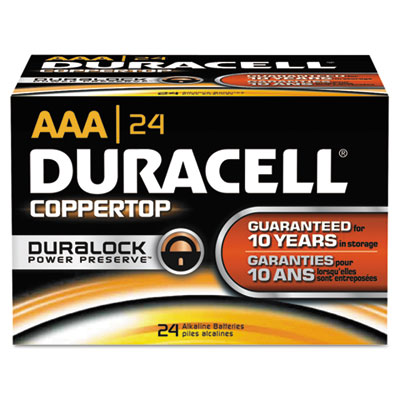 DURACELL
COPPERTOP
AAA | 24
DURACELL®
COPPERTOP
DURALOCK
POWER PRESERVE™
GUARANTEED for
10 YEARS in storage
GARANTIES pour
10 ANS lorsqu'elles
sont entreposées
24 Alkaline Batteries
piles alcalines